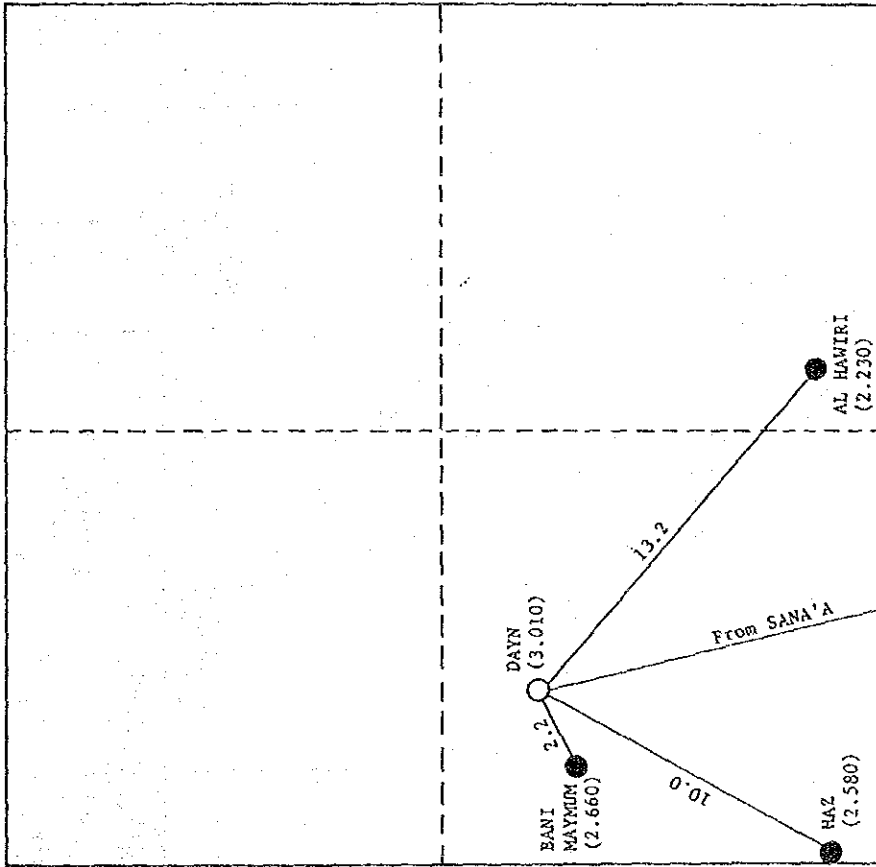 DAYN
(3.010)
2.2
BANI
MAYMUM
(2.660)
13.2
From SANA'A
10.0
HAZ
(2.580)
AL HAWIRI
(2.230)